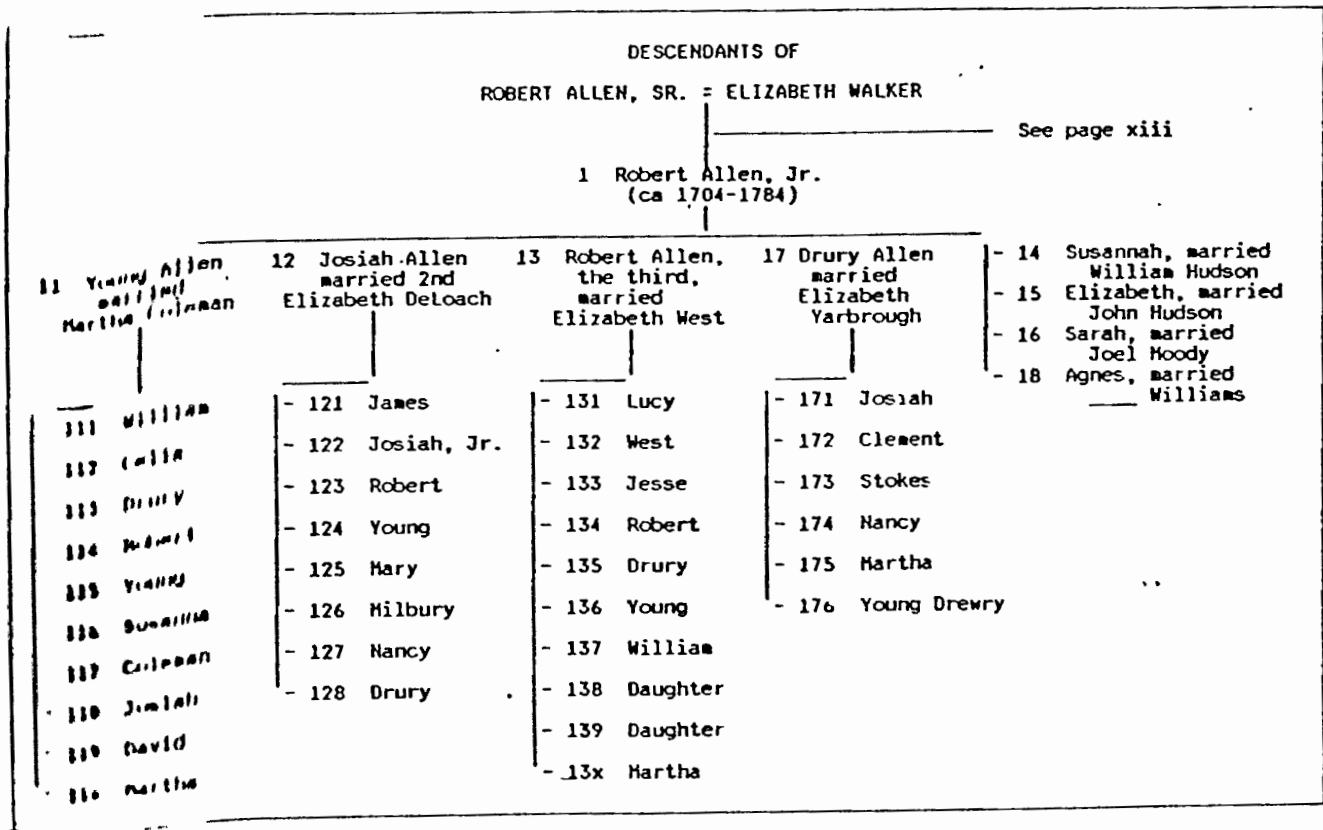 DESCENDANTS OF
ROBERT ALLEN, SR. = ELIZABETH WALKER
See page xiii
1 Robert Allen, Jr.
(ca 1704-1784)
11 Young Allen
married
Martha Coleman
111 William
113 Drury
115 Young
116 Susanna
117 Coleman
119 David
Martha
12 Josiah Allen
married 2nd
Elizabeth DeLoach
- 121 James
- 122 Josiah, Jr.
- 123 Robert
- 124 Young
- 125 Mary
- 126 Milbury
- 127 Nancy
- 128 Drury
13 Robert Allen,
the third,
married
Elizabeth West
- 131 Lucy
- 132 West
- 133 Jesse
- 134 Robert
- 135 Drury
- 136 Young
- 137 William
- 138 Daughter
- 139 Daughter
- 13x Martha
17 Drury Allen
married
Elizabeth
Yarbrough
- 171 Josiah
- 172 Clement
- 173 Stokes
- 174 Nancy
- 175 Martha
- 176 Young Drewry
- 14 Susannah, married
William Hudson
- 15 Elizabeth, married
John Hudson
- 16 Sarah, married
Joel Moody
- 18 Agnes, married
____ Williams